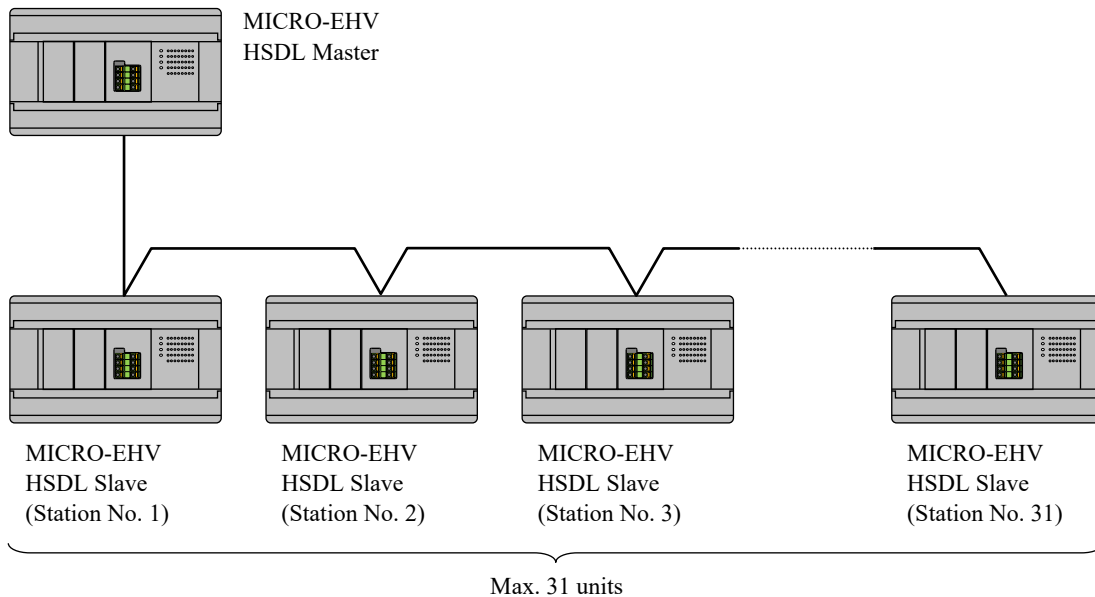 MICRO-EHV
HSDL Master
MICRO-EHV
HSDL Slave
(Station No. 1)
MICRO-EHV
HSDL Slave
(Station No. 2)
MICRO-EHV
HSDL Slave
(Station No. 3)
MICRO-EHV
HSDL Slave
(Station No. 31)
Max. 31 units